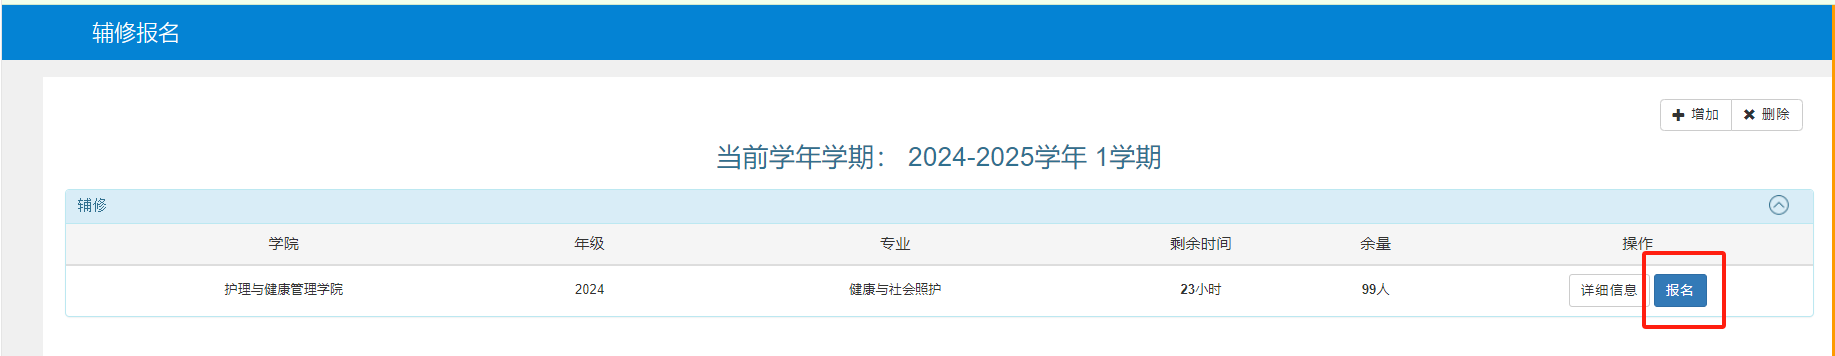 辅修报名
增加 删除
当前学年学期： 2024-2025学年 1学期
辅修
学院 年级 专业 剩余时间 余量 操作
护理与健康管理学院 2024 健康与社会照护 23小时 99人 详细信息 报名